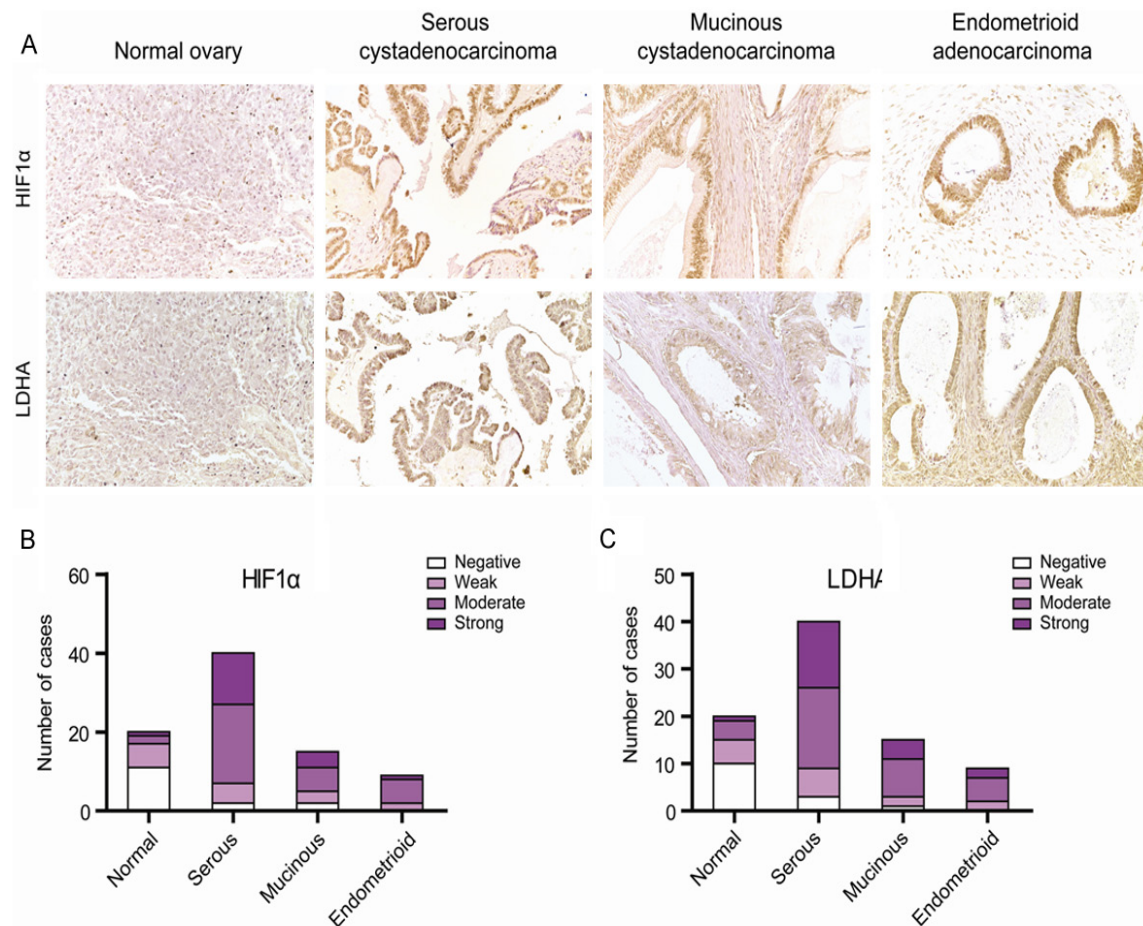 A
Normal ovary
Serous
cystadenocarcinoma
Mucinous
cystadenocarcinoma
Endometrioid
adenocarcinoma
HIF1α
LDHA
B
HIF1α
Negative
Weak
Moderate
Strong
Number of cases
60
40
20
0
Normal
Serous
Mucinous
Endometrioid
C
LDHA
Negative
Weak
Moderate
Strong
Number of cases
50
40
30
20
10
0
Normal
Serous
Mucinous
Endometrioid